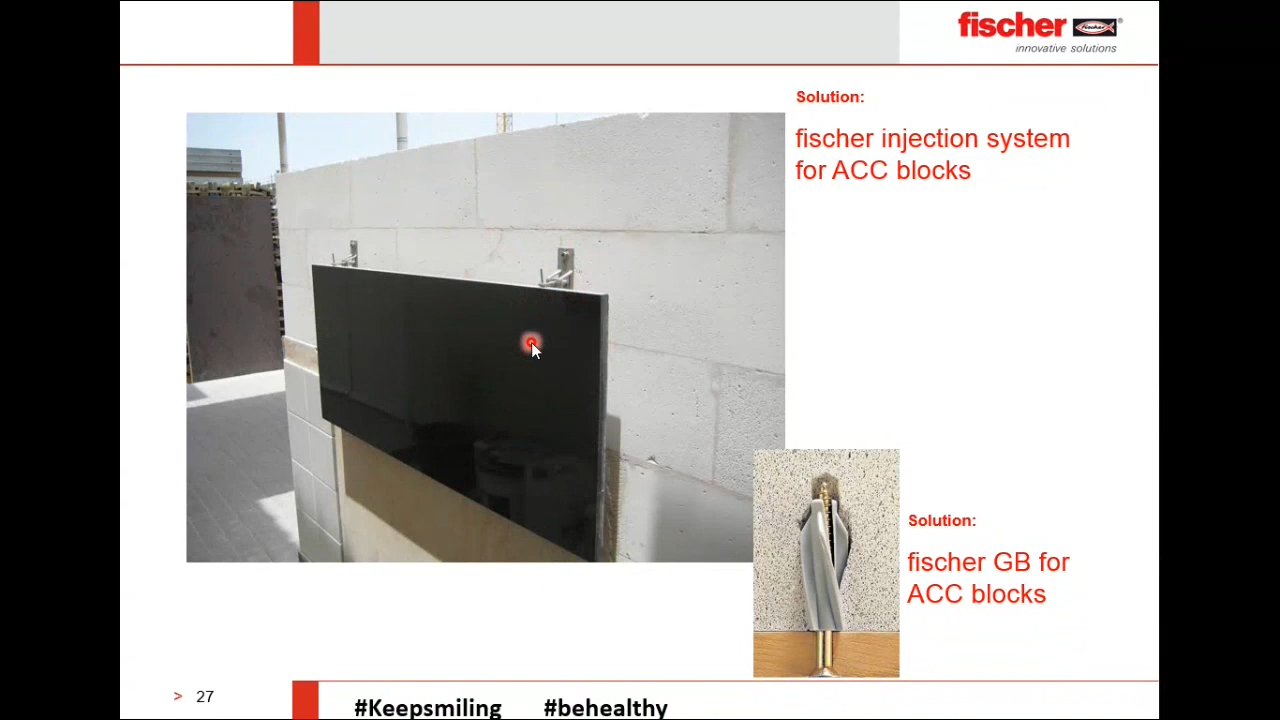 fischer
fischer
®
innovative solutions
Solution:
fischer injection system
for ACC blocks
Solution:
fischer GB for
ACC blocks
> 27
#Keepsmiling #behealthy